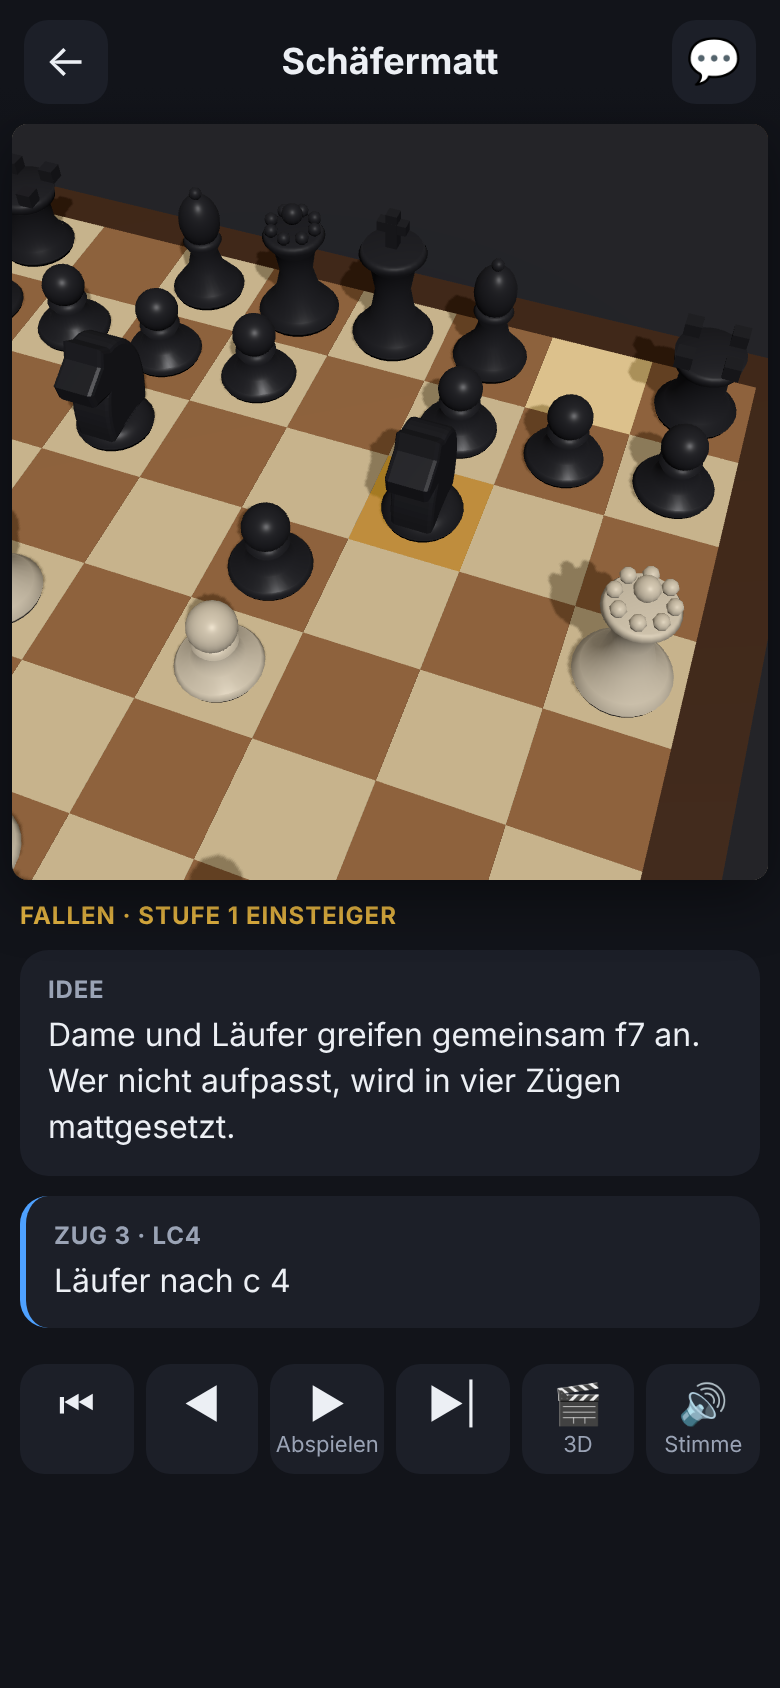 Schäfermatt
FALLEN · STUFE 1 EINSTEIGER
IDEE
Dame und Läufer greifen gemeinsam f7 an.
Wer nicht aufpasst, wird in vier Zügen
mattgesetzt.
ZUG 3 · LC4
Läufer nach c 4
Abspielen
3D
Stimme